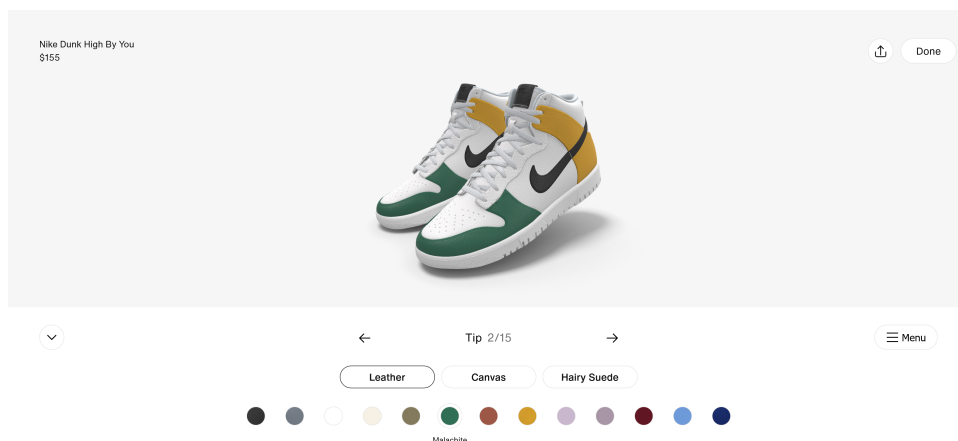 Nike Dunk High By You
$155
Done
Tip 2/15
Menu
Leather
Canvas
Hairy Suede
Malachite